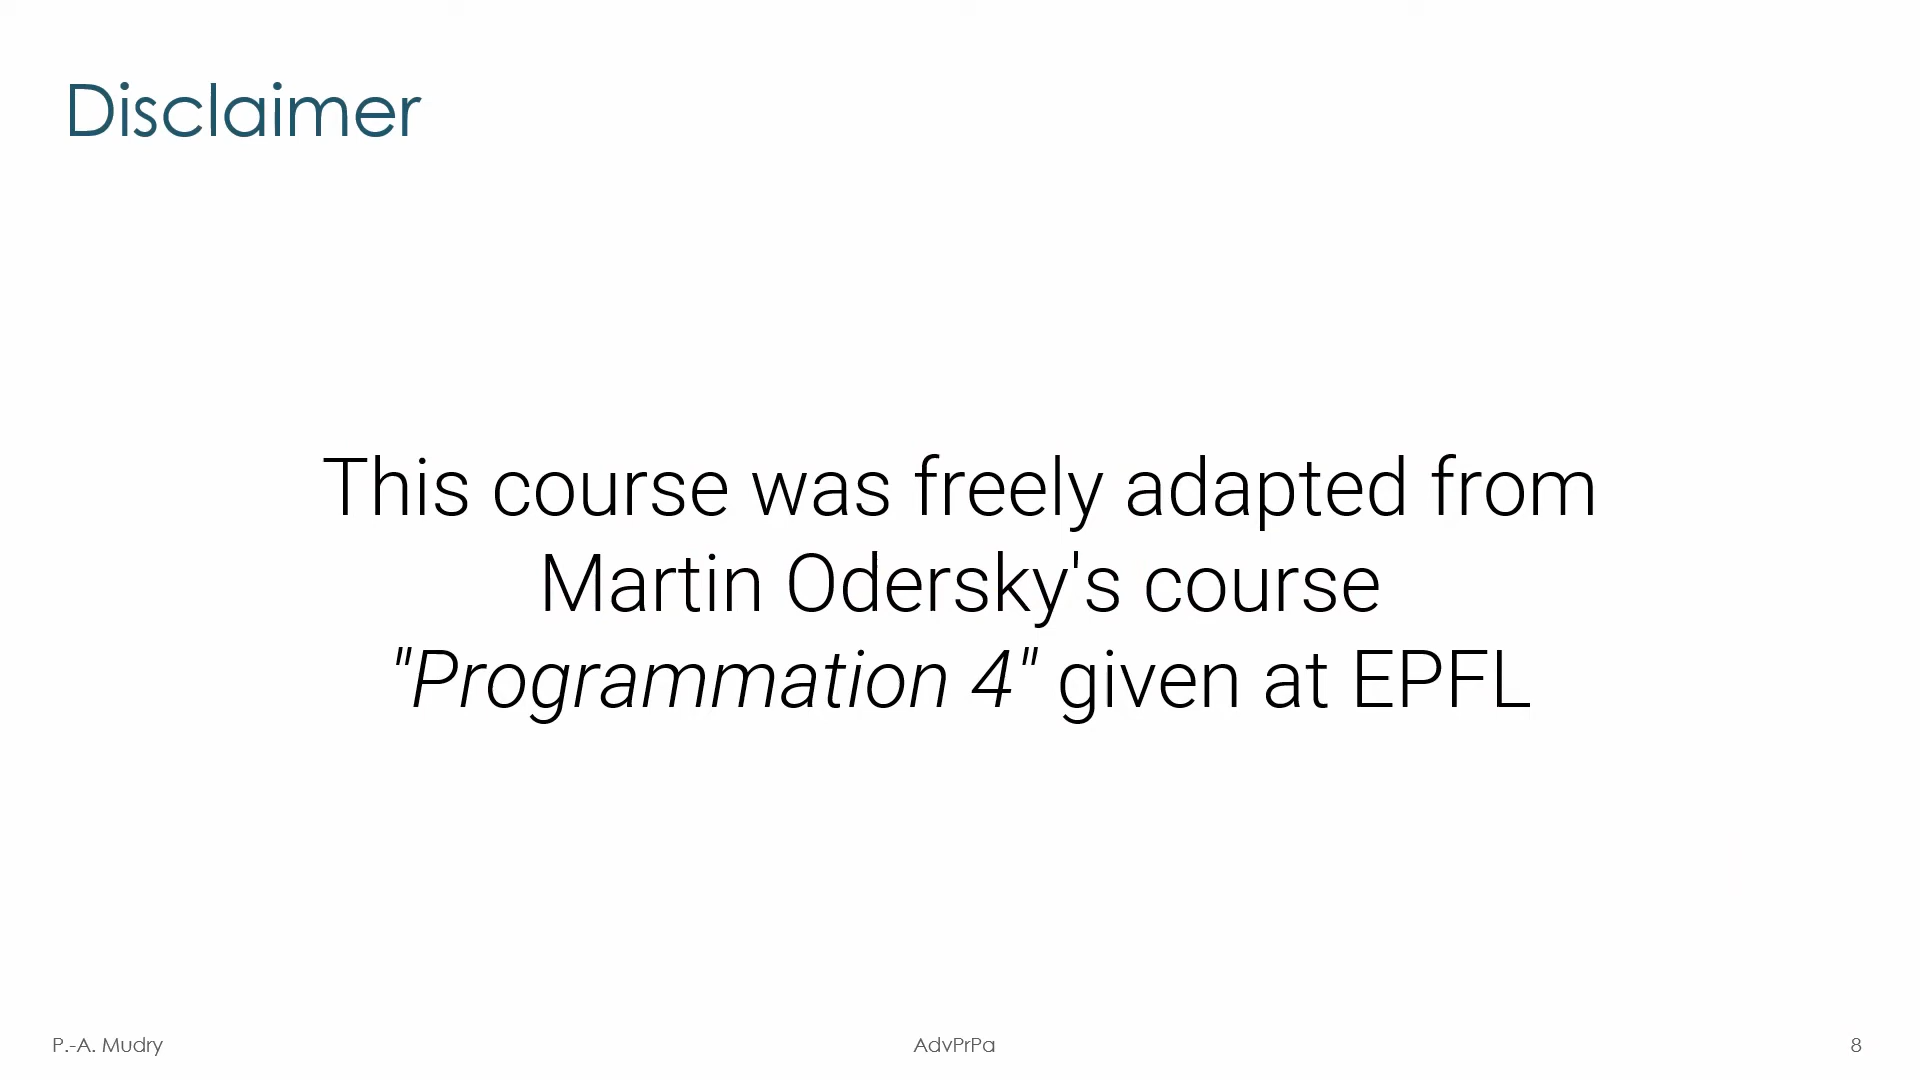 Disclaimer
This course was freely adapted from
Martin Odersky's course
"Programmation 4" given at EPFL
P.-A. Mudry
AdvPrPa
8